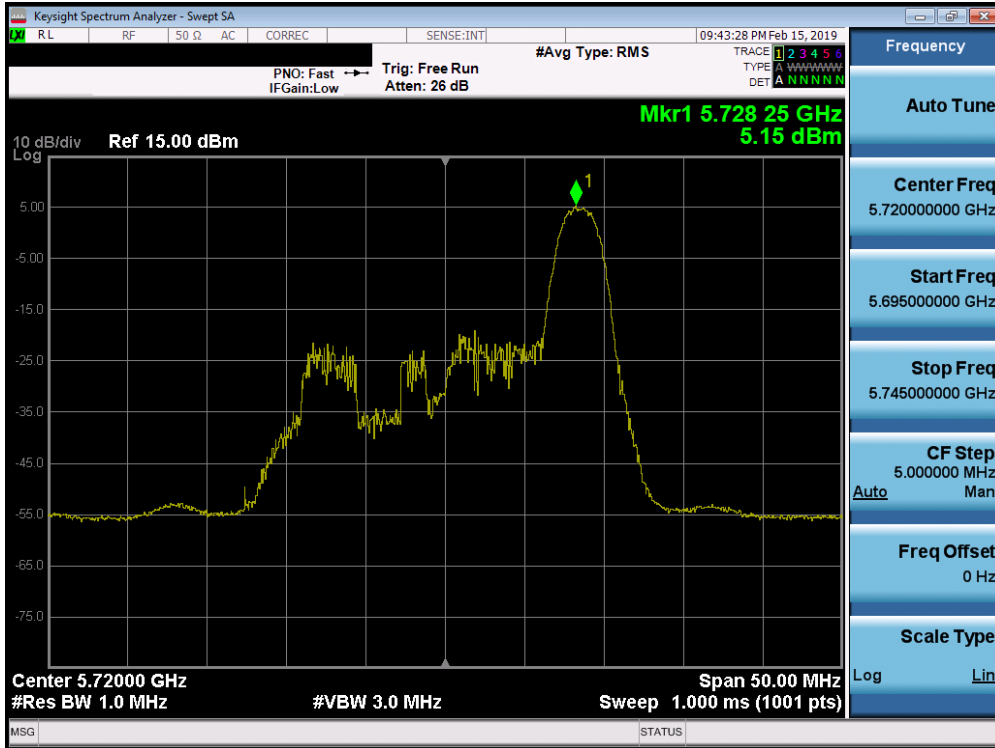 Keysight Spectrum Analyzer - Swept SA
LXI RL RF 50 Ω AC CORREC SENSE:INT 09:43:28 PM Feb 15, 2019
Frequency
#Avg Type: RMS
TRACE 1 2 3 4 5 6
PNO: Fast Trig: Free Run
TYPE A WWWWW
IFGain:Low Atten: 26 dB
DET A N N N N N
Auto Tune
Mkr1 5.728 25 GHz
5.15 dBm
10 dB/div Ref 15.00 dBm
Log
1
5.00
-5.00
-15.0
-25.0
-35.0
-45.0
-55.0
-65.0
-75.0
Center Freq
5.720000000 GHz
Start Freq
5.695000000 GHz
Stop Freq
5.745000000 GHz
CF Step
5.000000 MHz
Auto Man
Freq Offset
0 Hz
Scale Type
Log Lin
Center 5.72000 GHz Span 50.00 MHz
#Res BW 1.0 MHz #VBW 3.0 MHz Sweep 1.000 ms (1001 pts)
MSG STATUS